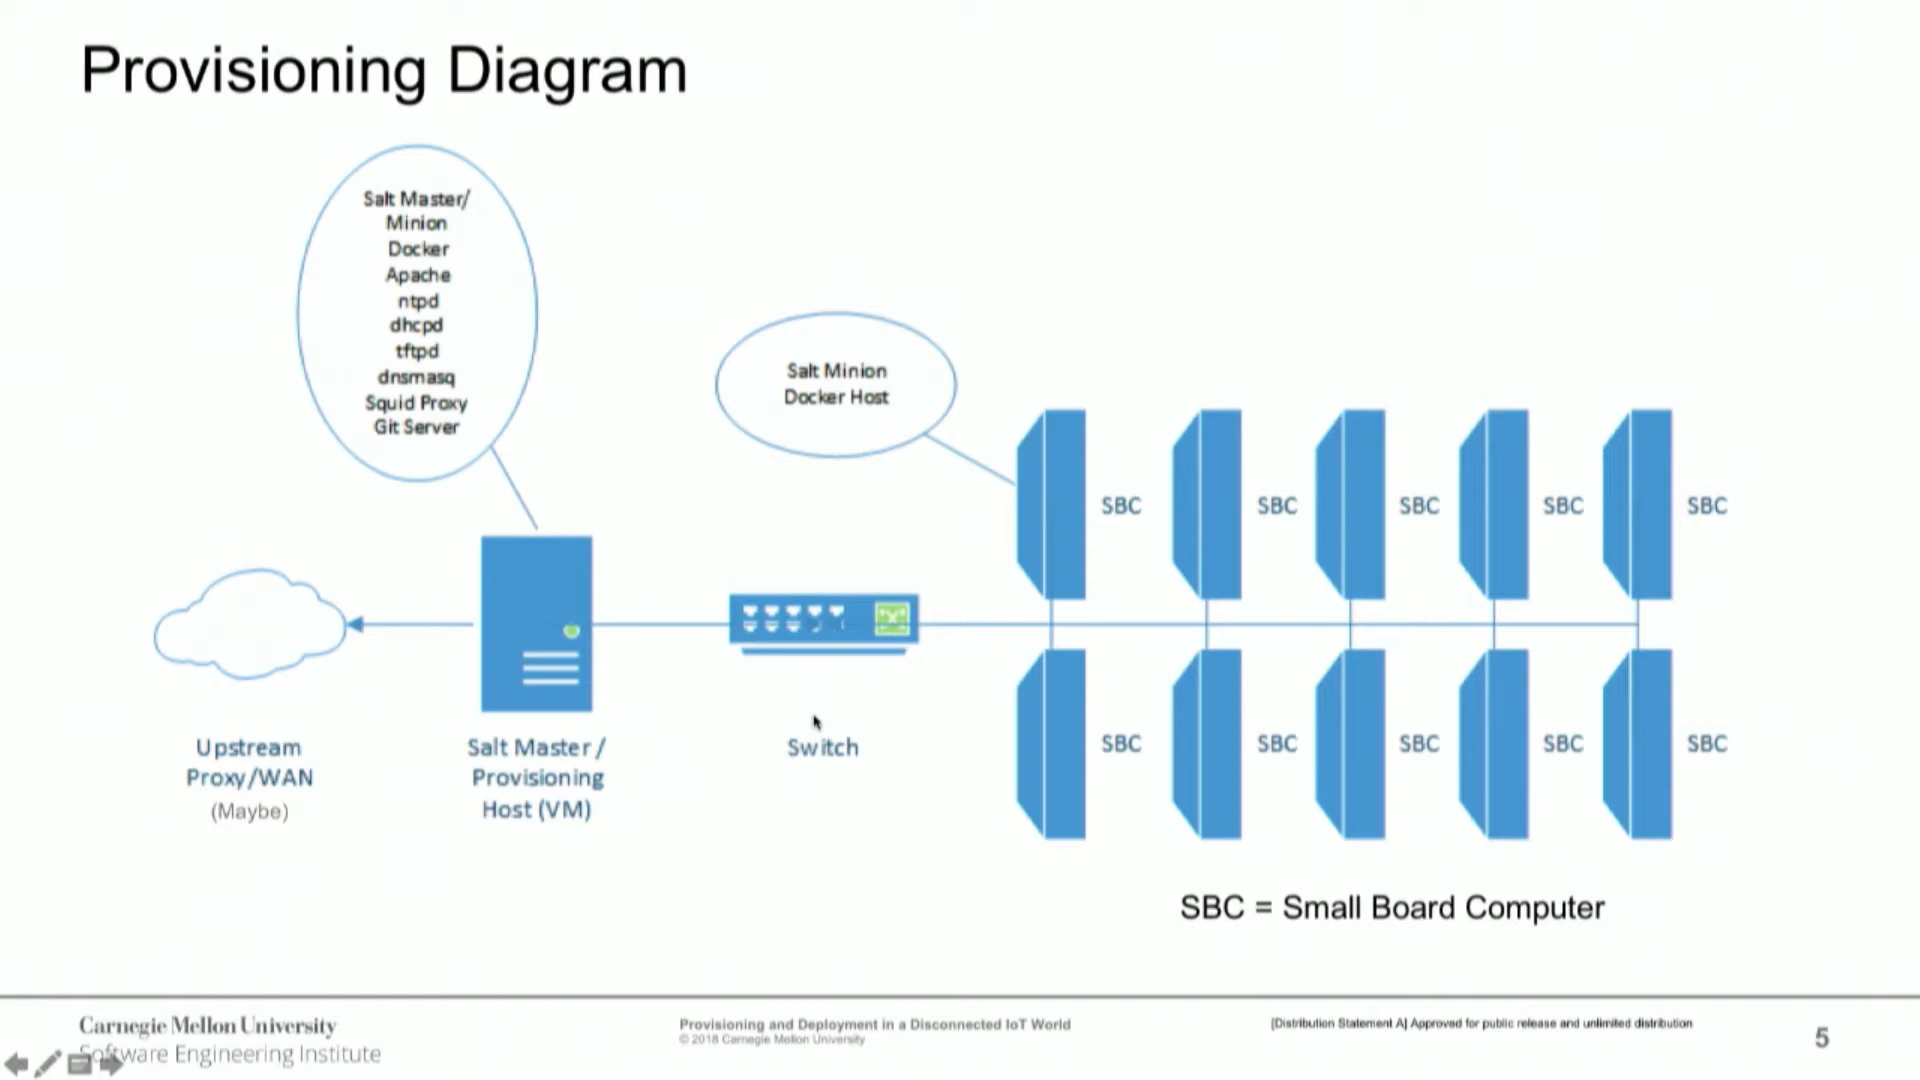 Provisioning Diagram
Salt Master/
Minion
Docker
Apache
ntpd
dhcpd
tftpd
dnsmasq
Squid Proxy
Git Server
Salt Minion
Docker Host
SBC
SBC
SBC
SBC
SBC
Upstream
Proxy/WAN
(Maybe)
Salt Master /
Provisioning
Host (VM)
Switch
SBC
SBC
SBC
SBC
SBC
SBC = Small Board Computer
Carnegie Mellon University
Software Engineering Institute
Provisioning and Deployment in a Disconnected IoT World
© 2018 Carnegie Mellon University
[Distribution Statement A] Approved for public release and unlimited distribution
5